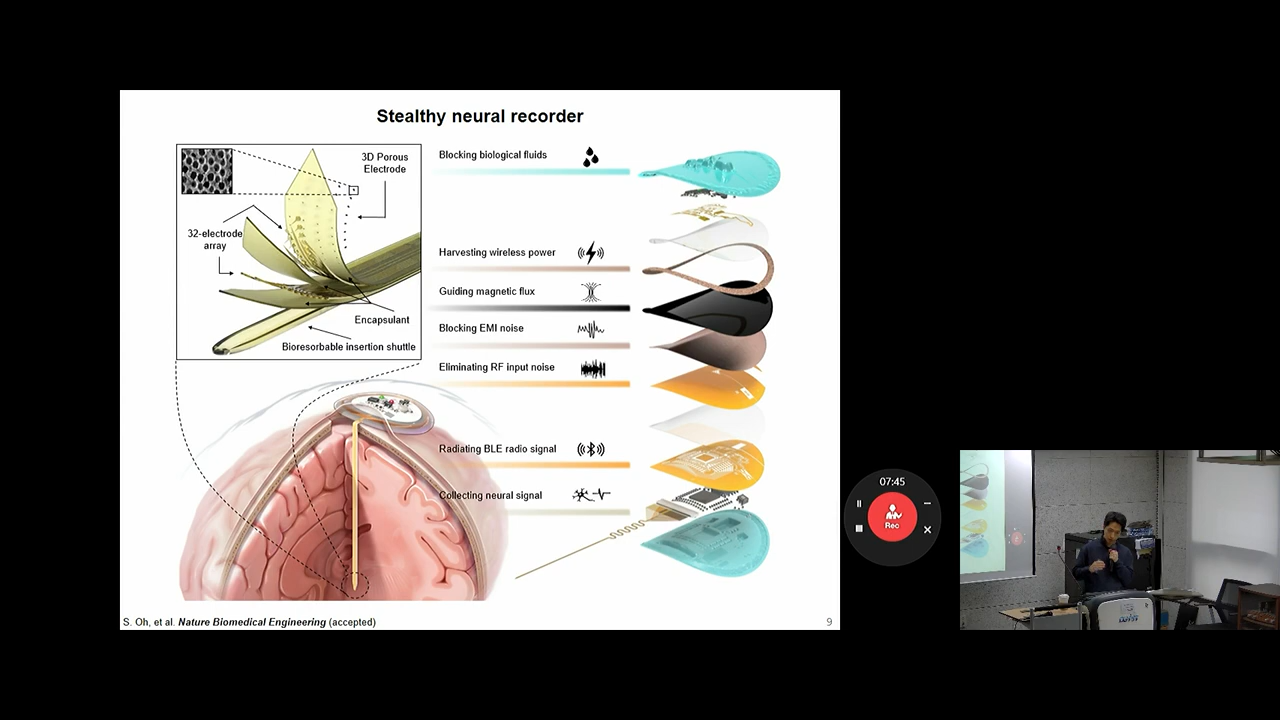 Stealthy neural recorder
3D Porous
Electrode
32-electrode
array
Encapsulant
Bioresorbable insertion shuttle
Blocking biological fluids
Harvesting wireless power
Guiding magnetic flux
Blocking EMI noise
Eliminating RF input noise
Radiating BLE radio signal
Collecting neural signal
S. Oh, et al. Nature Biomedical Engineering (accepted)
9
07:45
Rec